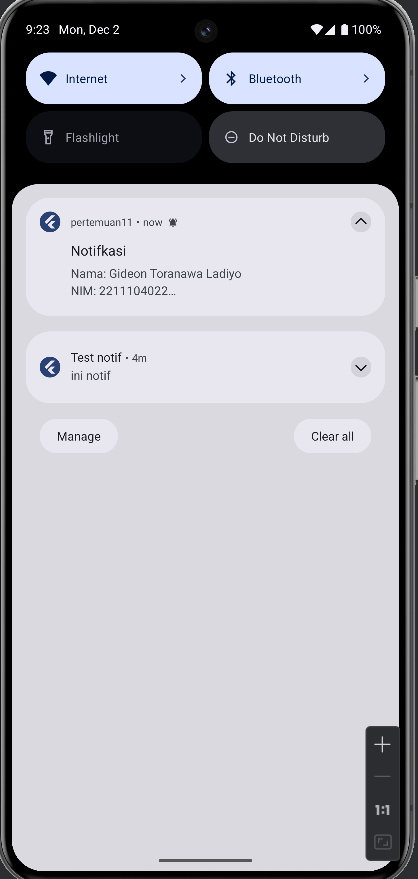 9:23 Mon, Dec 2 100%
Internet Bluetooth
Flashlight Do Not Disturb
pertemuan11 • now
Notifkasi
Nama: Gideon Toranawa Ladiyo
NIM: 2211104022...
Test notif • 4m
ini notif
Manage Clear all
1:1